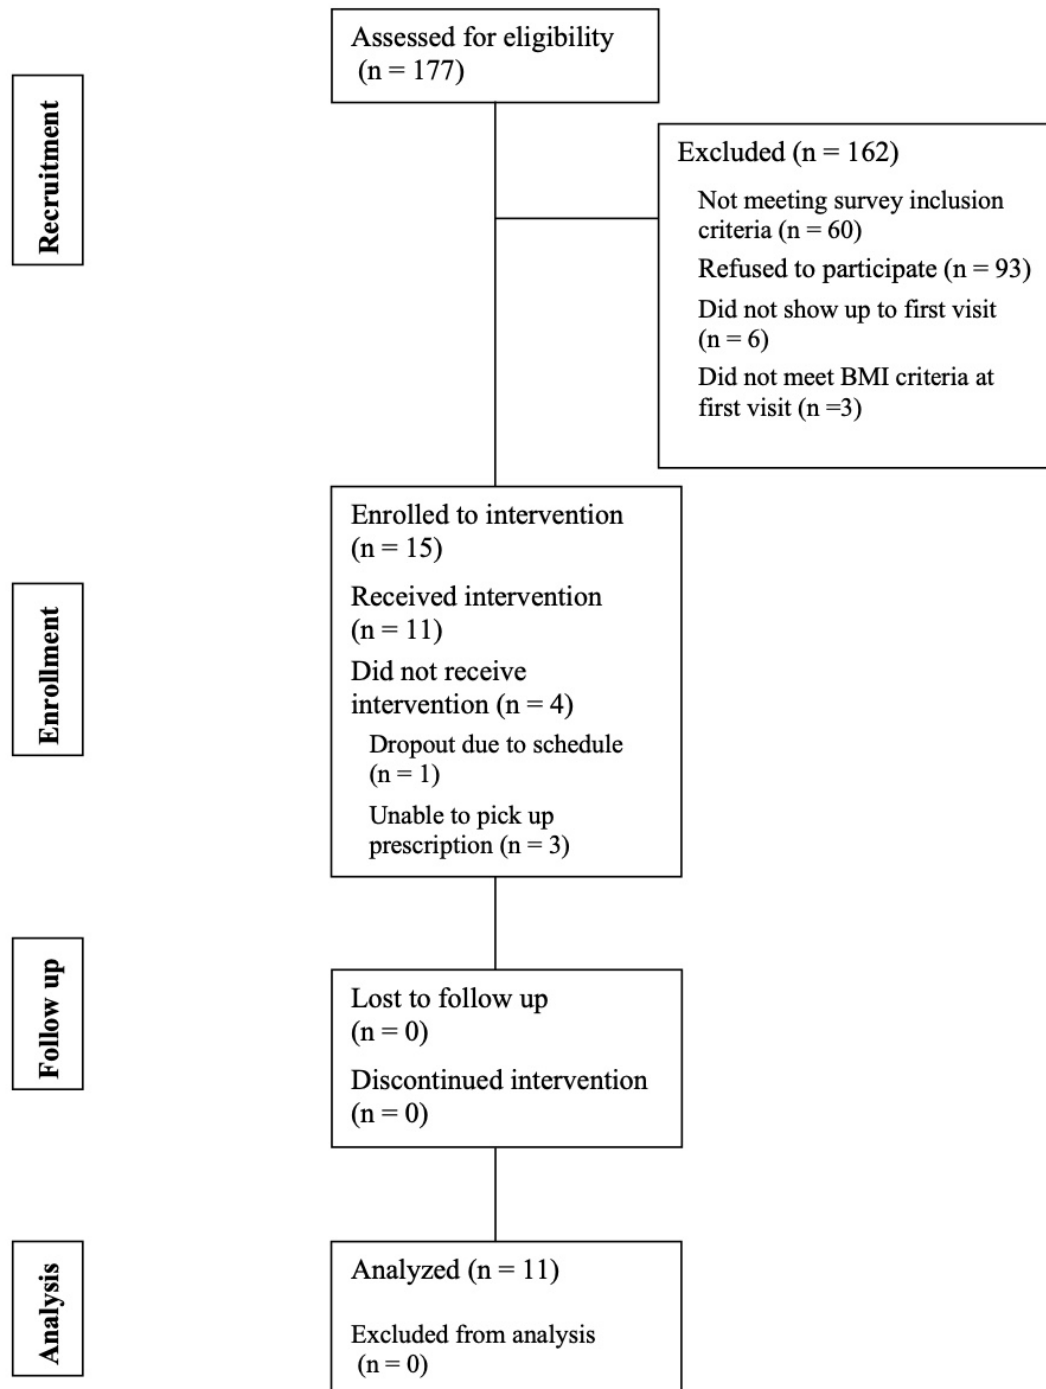 Assessed for eligibility
(n = 177)
Recruitment
Excluded (n = 162)
Not meeting survey inclusion
criteria (n = 60)
Refused to participate (n = 93)
Did not show up to first visit
(n = 6)
Did not meet BMI criteria at
first visit (n =3)
Enrollment
Enrolled to intervention
(n = 15)
Received intervention
(n = 11)
Did not receive
intervention (n = 4)
Dropout due to schedule
(n = 1)
Unable to pick up
prescription (n = 3)
Follow up
Lost to follow up
(n = 0)
Discontinued intervention
(n = 0)
Analysis
Analyzed (n = 11)
Excluded from analysis
(n = 0)